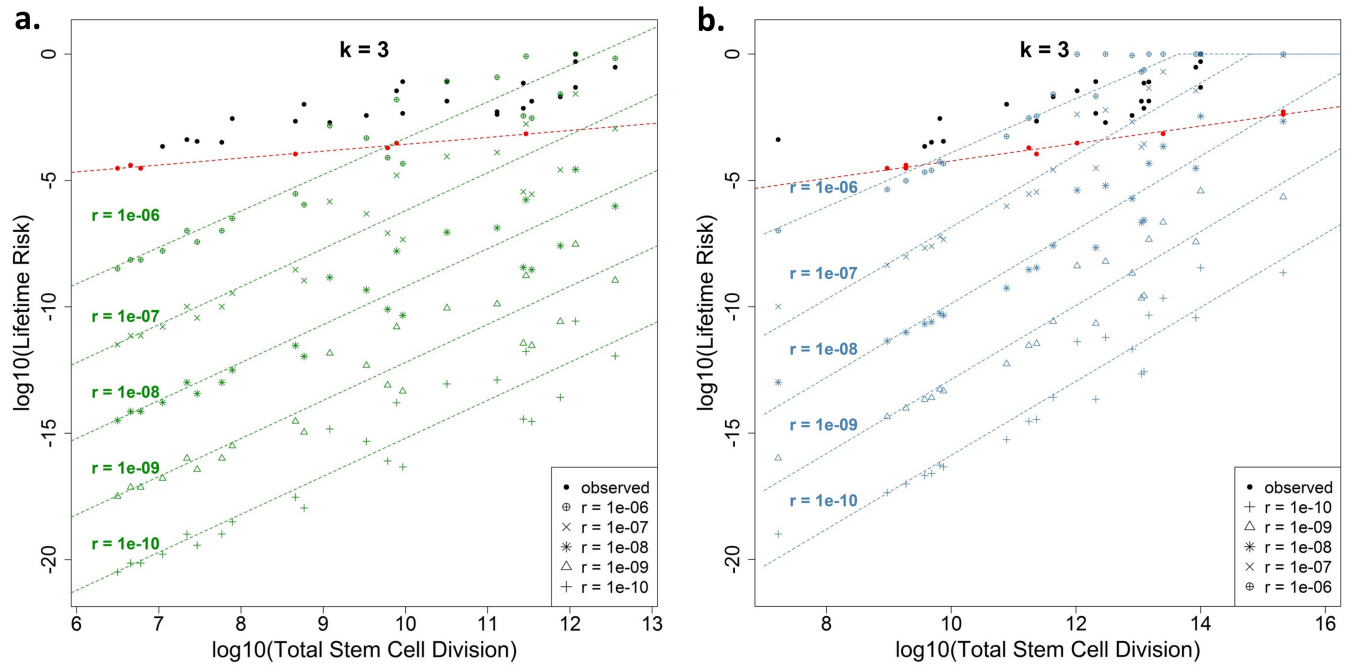 a.
k = 3
0
-5
-10
-15
-20
log10(Lifetime Risk)
r = 1e-06
r = 1e-07
r = 1e-08
r = 1e-09
r = 1e-10
observed
r = 1e-06
r = 1e-07
r = 1e-08
r = 1e-09
r = 1e-10
6 7 8 9 10 11 12 13
log10(Total Stem Cell Division)
b.
k = 3
0
-5
-10
-15
-20
log10(Lifetime Risk)
r = 1e-06
r = 1e-07
r = 1e-08
r = 1e-09
r = 1e-10
observed
r = 1e-10
r = 1e-09
r = 1e-08
r = 1e-07
r = 1e-06
8 10 12 14 16
log10(Total Stem Cell Division)